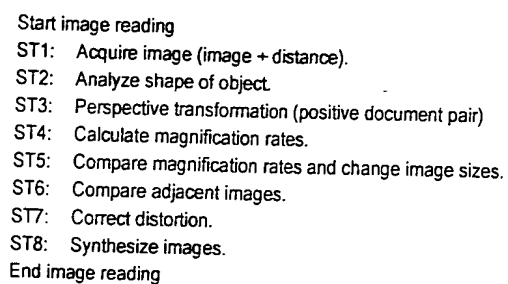 Start image reading
ST1: Acquire image (image + distance).
ST2: Analyze shape of object.
ST3: Perspective transformation (positive document pair)
ST4: Calculate magnification rates.
ST5: Compare magnification rates and change image sizes.
ST6: Compare adjacent images.
ST7: Correct distortion.
ST8: Synthesize images.
End image reading